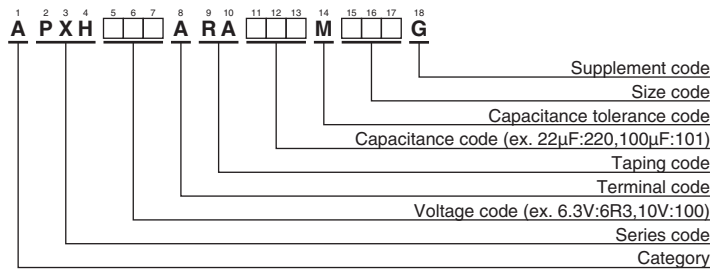 1 2 3 4 5 6 7 8 9 10 11 12 13 14 15 16 17 18
A PXH A RA M G
Supplement code
Size code
Capacitance tolerance code
Capacitance code (ex. 22μF:220,100μF:101)
Taping code
Terminal code
Voltage code (ex. 6.3V:6R3,10V:100)
Series code
Category